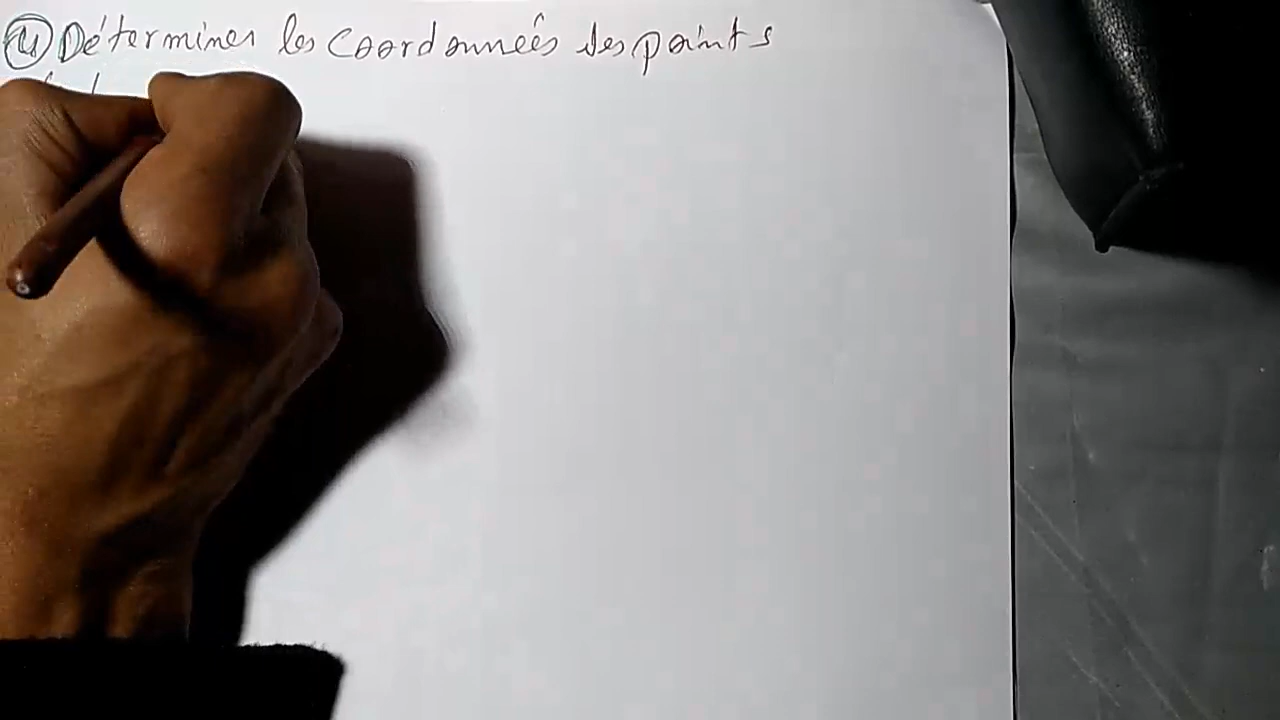 ④ Déterminer les coordonnées des points